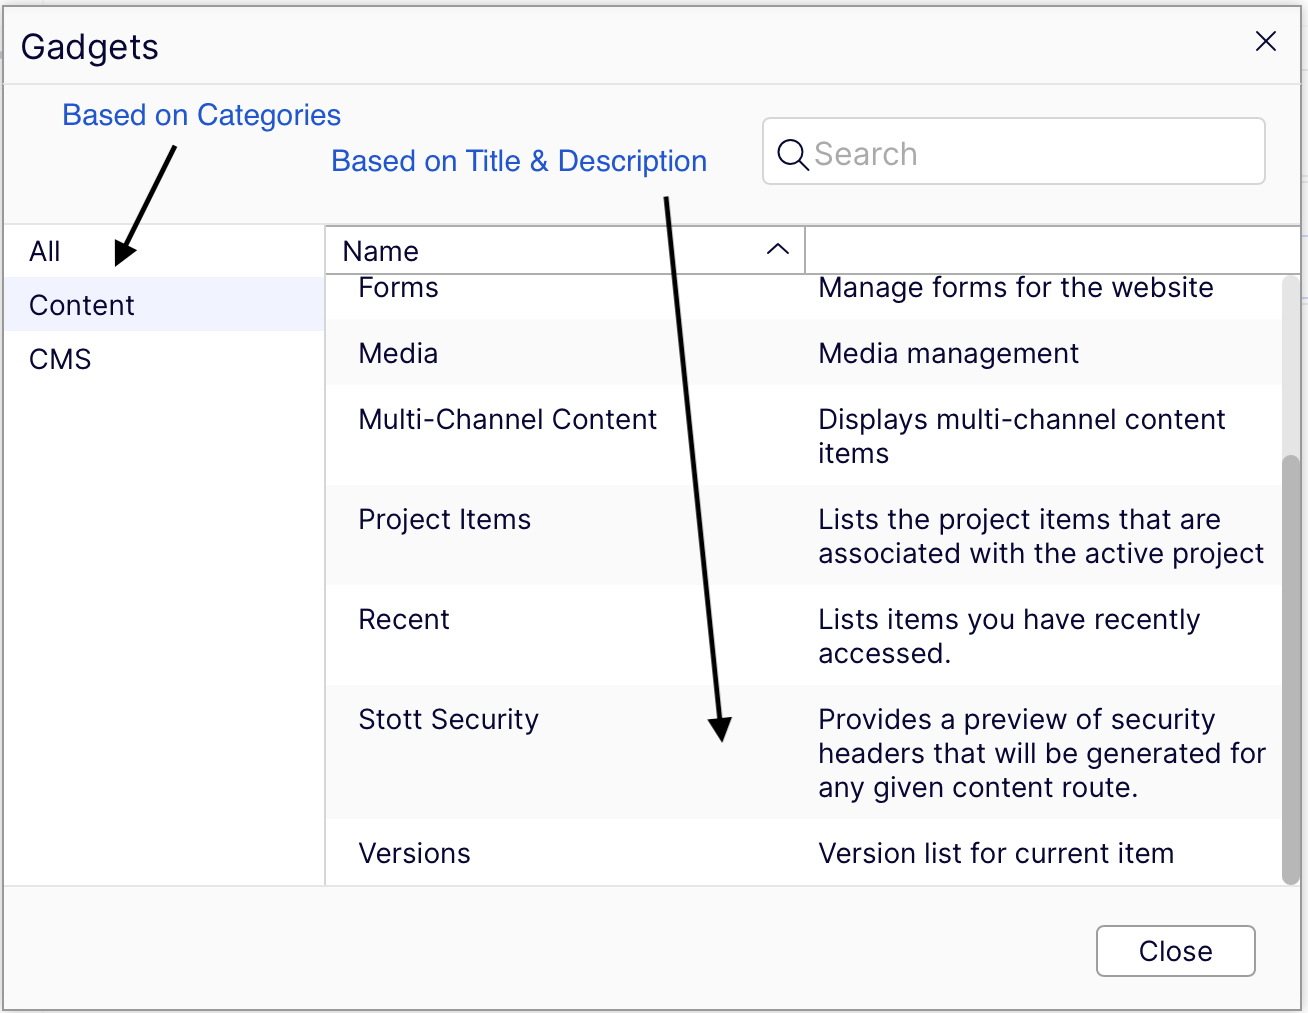 Gadgets
Based on Categories
Based on Title & Description
Search
All
Content
CMS
Name
Forms
Manage forms for the website
Media
Media management
Multi-Channel Content
Displays multi-channel content
items
Project Items
Lists the project items that are
associated with the active project
Recent
Lists items you have recently
accessed.
Stott Security
Provides a preview of security
headers that will be generated for
any given content route.
Versions
Version list for current item
Close